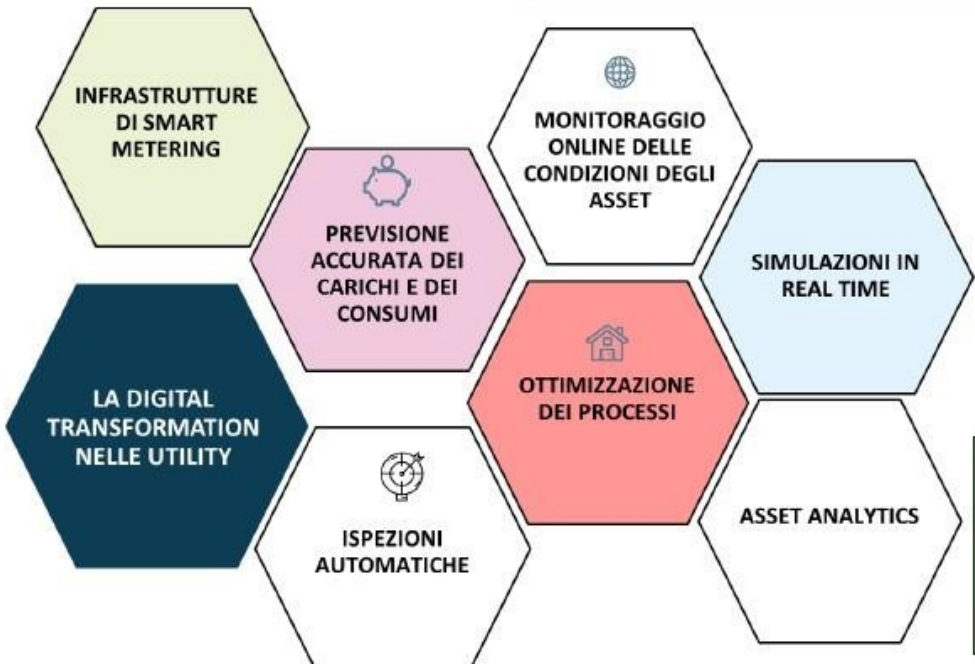 INFRASTRUTTURE
DI SMART
METERING
MONITORAGGIO
ONLINE DELLE
CONDIZIONI DEGLI
ASSET
PREVISIONE
ACCURATA DEI
CARICHI E DEI
CONSUMI
SIMULAZIONI IN
REAL TIME
LA DIGITAL
TRANSFORMATION
NELLE UTILITY
OTTIMIZZAZIONE
DEI PROCESSI
ISPEZIONI
AUTOMATICHE
ASSET ANALYTICS